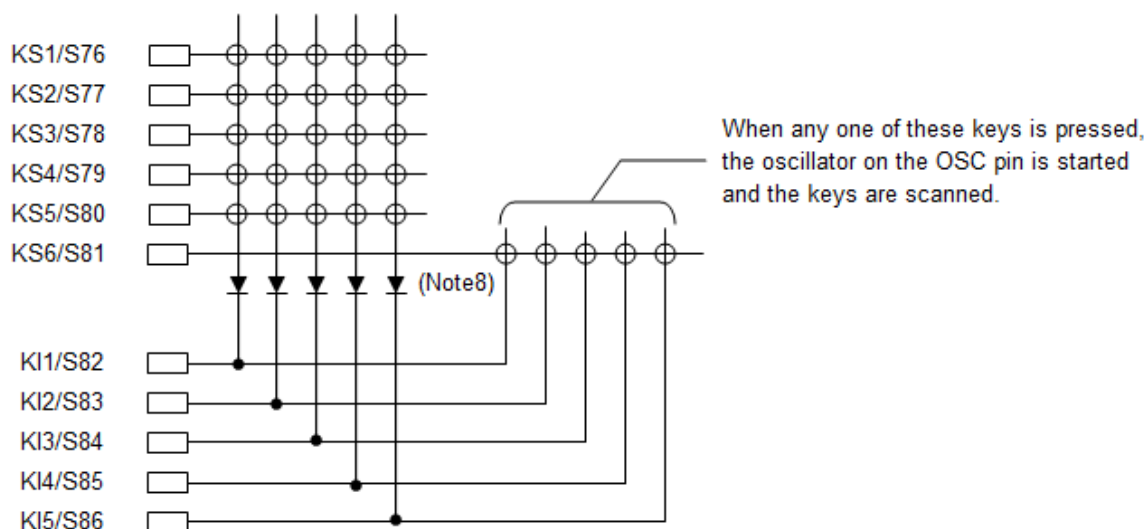 KS1/S76
KS2/S77
KS3/S78
KS4/S79
KS5/S80
KS6/S81
When any one of these keys is pressed,
the oscillator on the OSC pin is started
and the keys are scanned.
(Note8)
KI1/S82
KI2/S83
KI3/S84
KI4/S85
KI5/S86